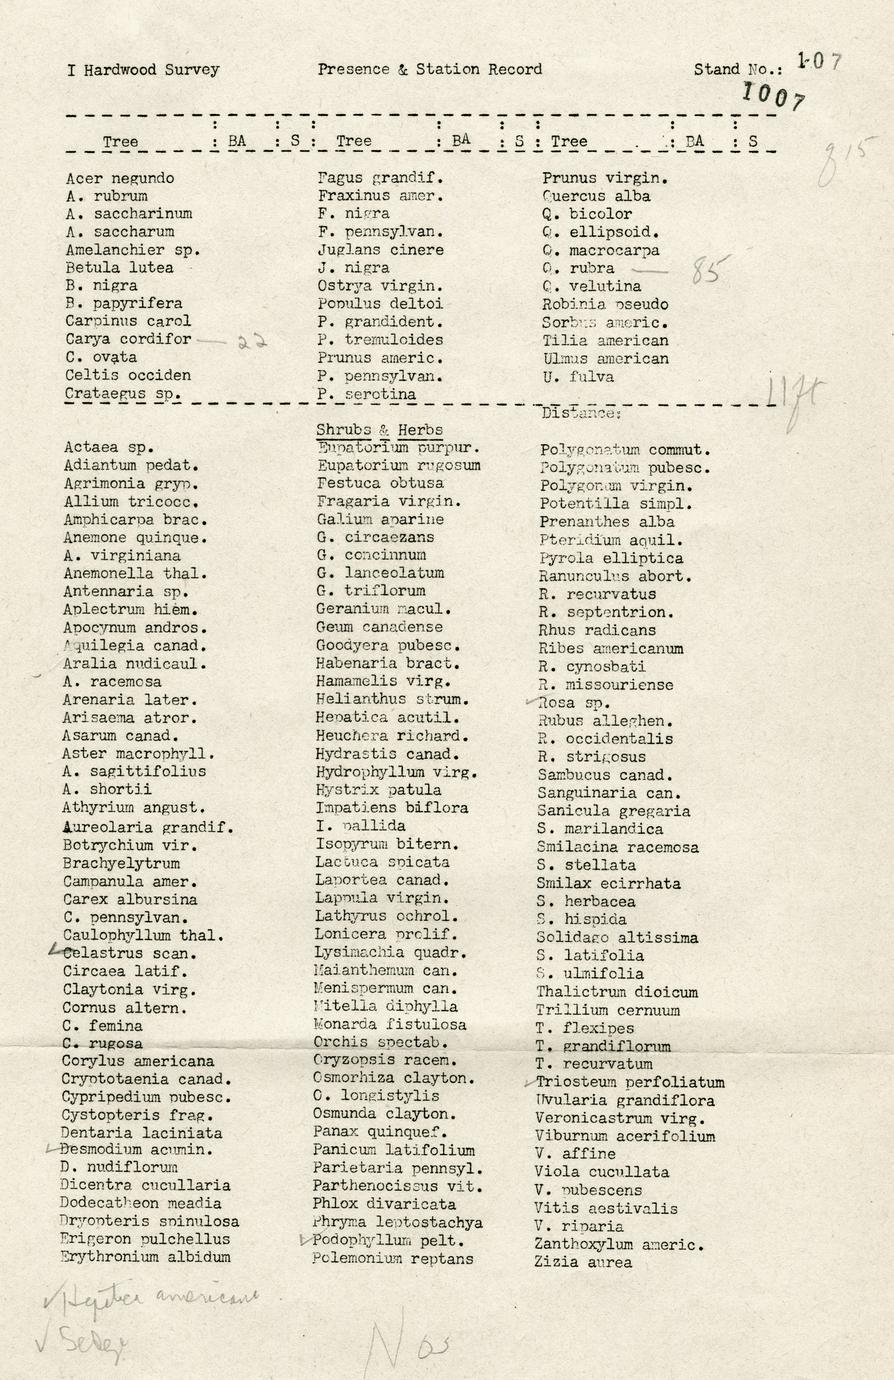 I Hardwood Survey Presence & Station Record Stand No.: 107
1007
Tree : BA : S : Tree : BA : S : Tree : BA : S
815
Acer negundo Fagus grandif. Prunus virgin.
A. rubrum Fraxinus amer. Quercus alba
A. saccharinum F. nigra Q. bicolor
A. saccharum F. pennsylvan. Q. ellipsoid.
Amelanchier sp. Juglans cinere Q. macrocarpa
Betula lutea J. nigra Q. rubra — 85
B. nigra Ostrya virgin. Q. velutina
B. papyrifera Populus deltoi Robinia pseudo
Carpinus carol P. grandident. Sorbus americ.
Carya cordifor — 22 P. tremuloides Tilia american
C. ovata Prunus americ. Ulmus american
Celtis occiden P. pennsylvan. U. fulva
Crataegus sp. P. serotina
Distance: 11ft
Shrubs & Herbs
Actaea sp. Eupatorium purpur. Polygonatum commut.
Adiantum pedat. Eupatorium rugosum Polygonatum pubesc.
Agrimonia gryp. Festuca obtusa Polygonum virgin.
Allium tricocc. Fragaria virgin. Potentilla simpl.
Amphicarpa brac. Galium aparine Prenanthes alba
Anemone quinque. G. circaezans Pteridium aquil.
A. virginiana G. concinnum Pyrola elliptica
Anemonella thal. G. lanceolatum Ranunculus abort.
Antennaria sp. G. triflorum R. recurvatus
Aplectrum hiem. Geranium macul. R. septentrion.
Apocynum andros. Geum canadense Rhus radicans
Aquilegia canad. Goodyera pubesc. Ribes americanum
Aralia nudicaul. Habenaria bract. R. cynosbati
A. racemosa Hamamelis virg. R. missouriense
Arenaria later. Helianthus strum. ✓Rosa sp.
Arisaema atror. Hepatica acutil. Rubus alleghen.
Asarum canad. Heuchera richard. R. occidentalis
Aster macrophyll. Hydrastis canad. R. strigosus
A. sagittifolius Hydrophyllum virg. Sambucus canad.
A. shortii Hystrix patula Sanguinaria can.
Athyrium angust. Impatiens biflora Sanicula gregaria
Aureolaria grandif. I. pallida S. marilandica
Botrychium vir. Isopyrum bitern. Smilacina racemosa
Brachyelytrum Lactuca spicata S. stellata
Campanula amer. Laportea canad. Smilax ecirrhata
Carex albursina Lappula virgin. S. herbacea
C. pennsylvan. Lathyrus ochrol. S. hispida
Caulophyllum thal. Lonicera prolif. Solidago altissima
✓Celastrus scan. Lysimachia quadr. S. latifolia
Circaea latif. Maianthemum can. S. ulmifolia
Claytonia virg. Menispermum can. Thalictrum dioicum
Cornus altern. Mitella diphylla Trillium cernuum
C. femina Monarda fistulosa T. flexipes
C. rugosa Orchis spectab. T. grandiflorum
Corylus americana Oryzopsis racem. T. recurvatum
Cryptotaenia canad. Osmorhiza clayton. ✓Triosteum perfoliatum
Cypripedium pubesc. O. longistylis Uvularia grandiflora
Cystopteris frag. Osmunda clayton. Veronicastrum virg.
Dentaria laciniata Panax quinquef. Viburnum acerifolium
✓Desmodium acumin. Panicum latifolium V. affine
D. nudiflorum Parietaria pennsyl. Viola cucullata
Dicentra cucullaria Parthenocissus vit. V. pubescens
Dodecatheon meadia Phlox divaricata Vitis aestivalis
Dryopteris spinulosa Phryma leptostachya V. riparia
Erigeron pulchellus ✓Podophyllum pelt. Zanthoxylum americ.
Erythronium albidum Polemonium reptans Zizia aurea
✓ americana
✓ Sedge